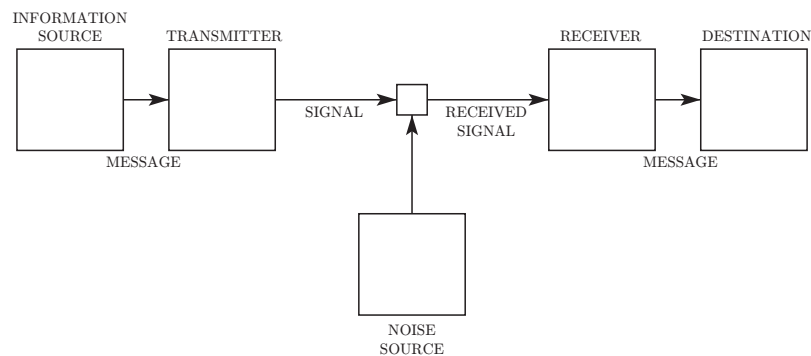 INFORMATION
SOURCE
TRANSMITTER
RECEIVER
DESTINATION
SIGNAL
RECEIVED
SIGNAL
MESSAGE
MESSAGE
NOISE
SOURCE